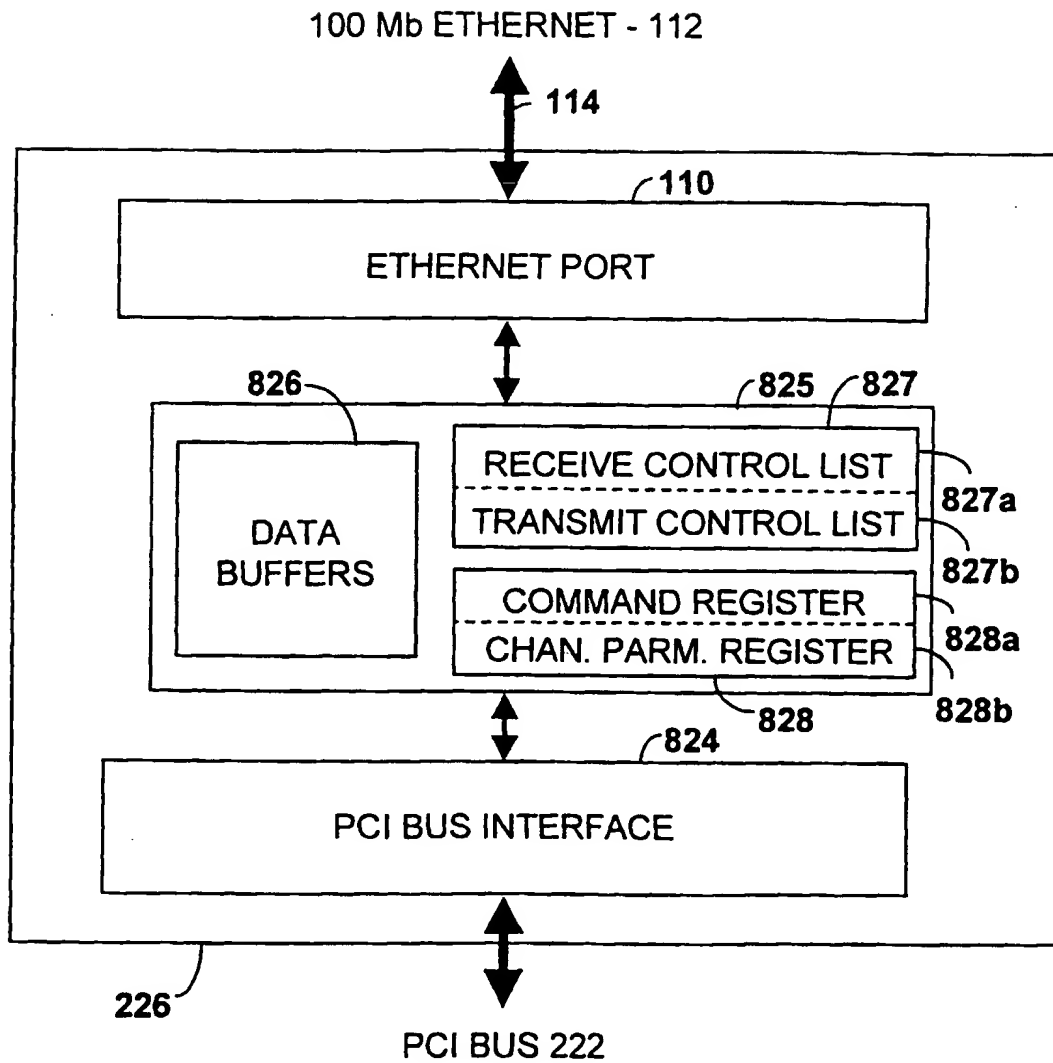 100 Mb ETHERNET - 112
114
110
ETHERNET PORT
826
825
827
DATA
BUFFERS
RECEIVE CONTROL LIST
827a
TRANSMIT CONTROL LIST
827b
COMMAND REGISTER
828a
CHAN. PARM. REGISTER
828b
828
824
PCI BUS INTERFACE
226
PCI BUS 222